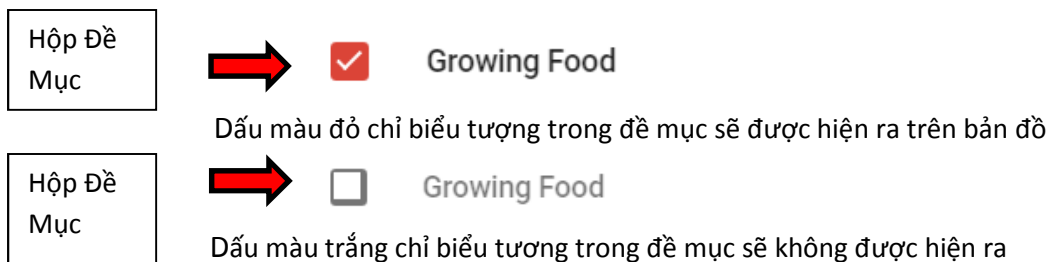 Hộp Đề
Mục
Growing Food
Dấu màu đỏ chỉ biểu tượng trong đề mục sẽ được hiện ra trên bản đồ
Hộp Đề
Mục
Growing Food
Dấu màu trắng chỉ biểu tương trong đề mục sẽ không được hiện ra